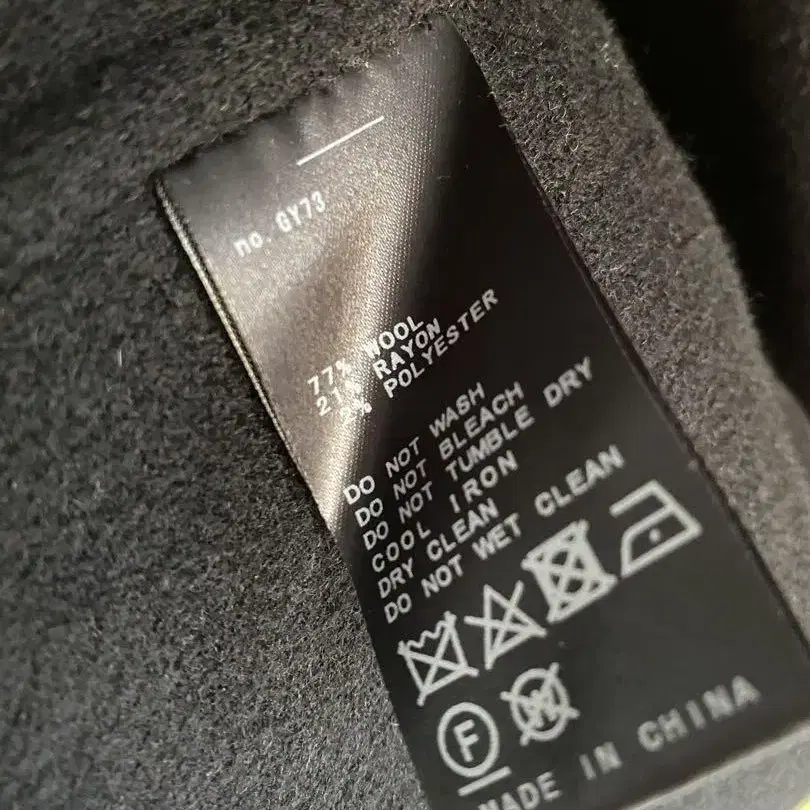 no. GY73
77% WOOL
21% RAYON
2% POLYESTER
DO NOT WASH
DO NOT BLEACH
DO NOT TUMBLE DRY
COOL IRON
DRY CLEAN
DO NOT WET CLEAN
F W
MADE IN CHINA